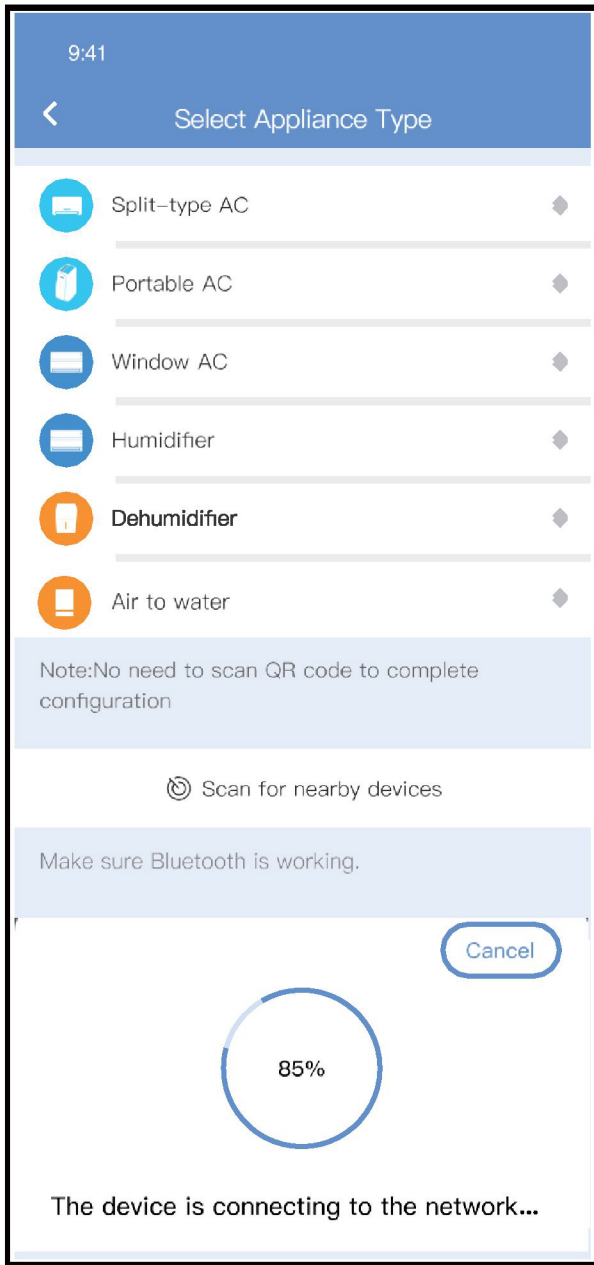 9:41
Select Appliance Type
Split-type AC
Portable AC
Window AC
Humidifier
Dehumidifier
Air to water
Note:No need to scan QR code to complete
configuration
Scan for nearby devices
Make sure Bluetooth is working.
Cancel
85%
The device is connecting to the network...